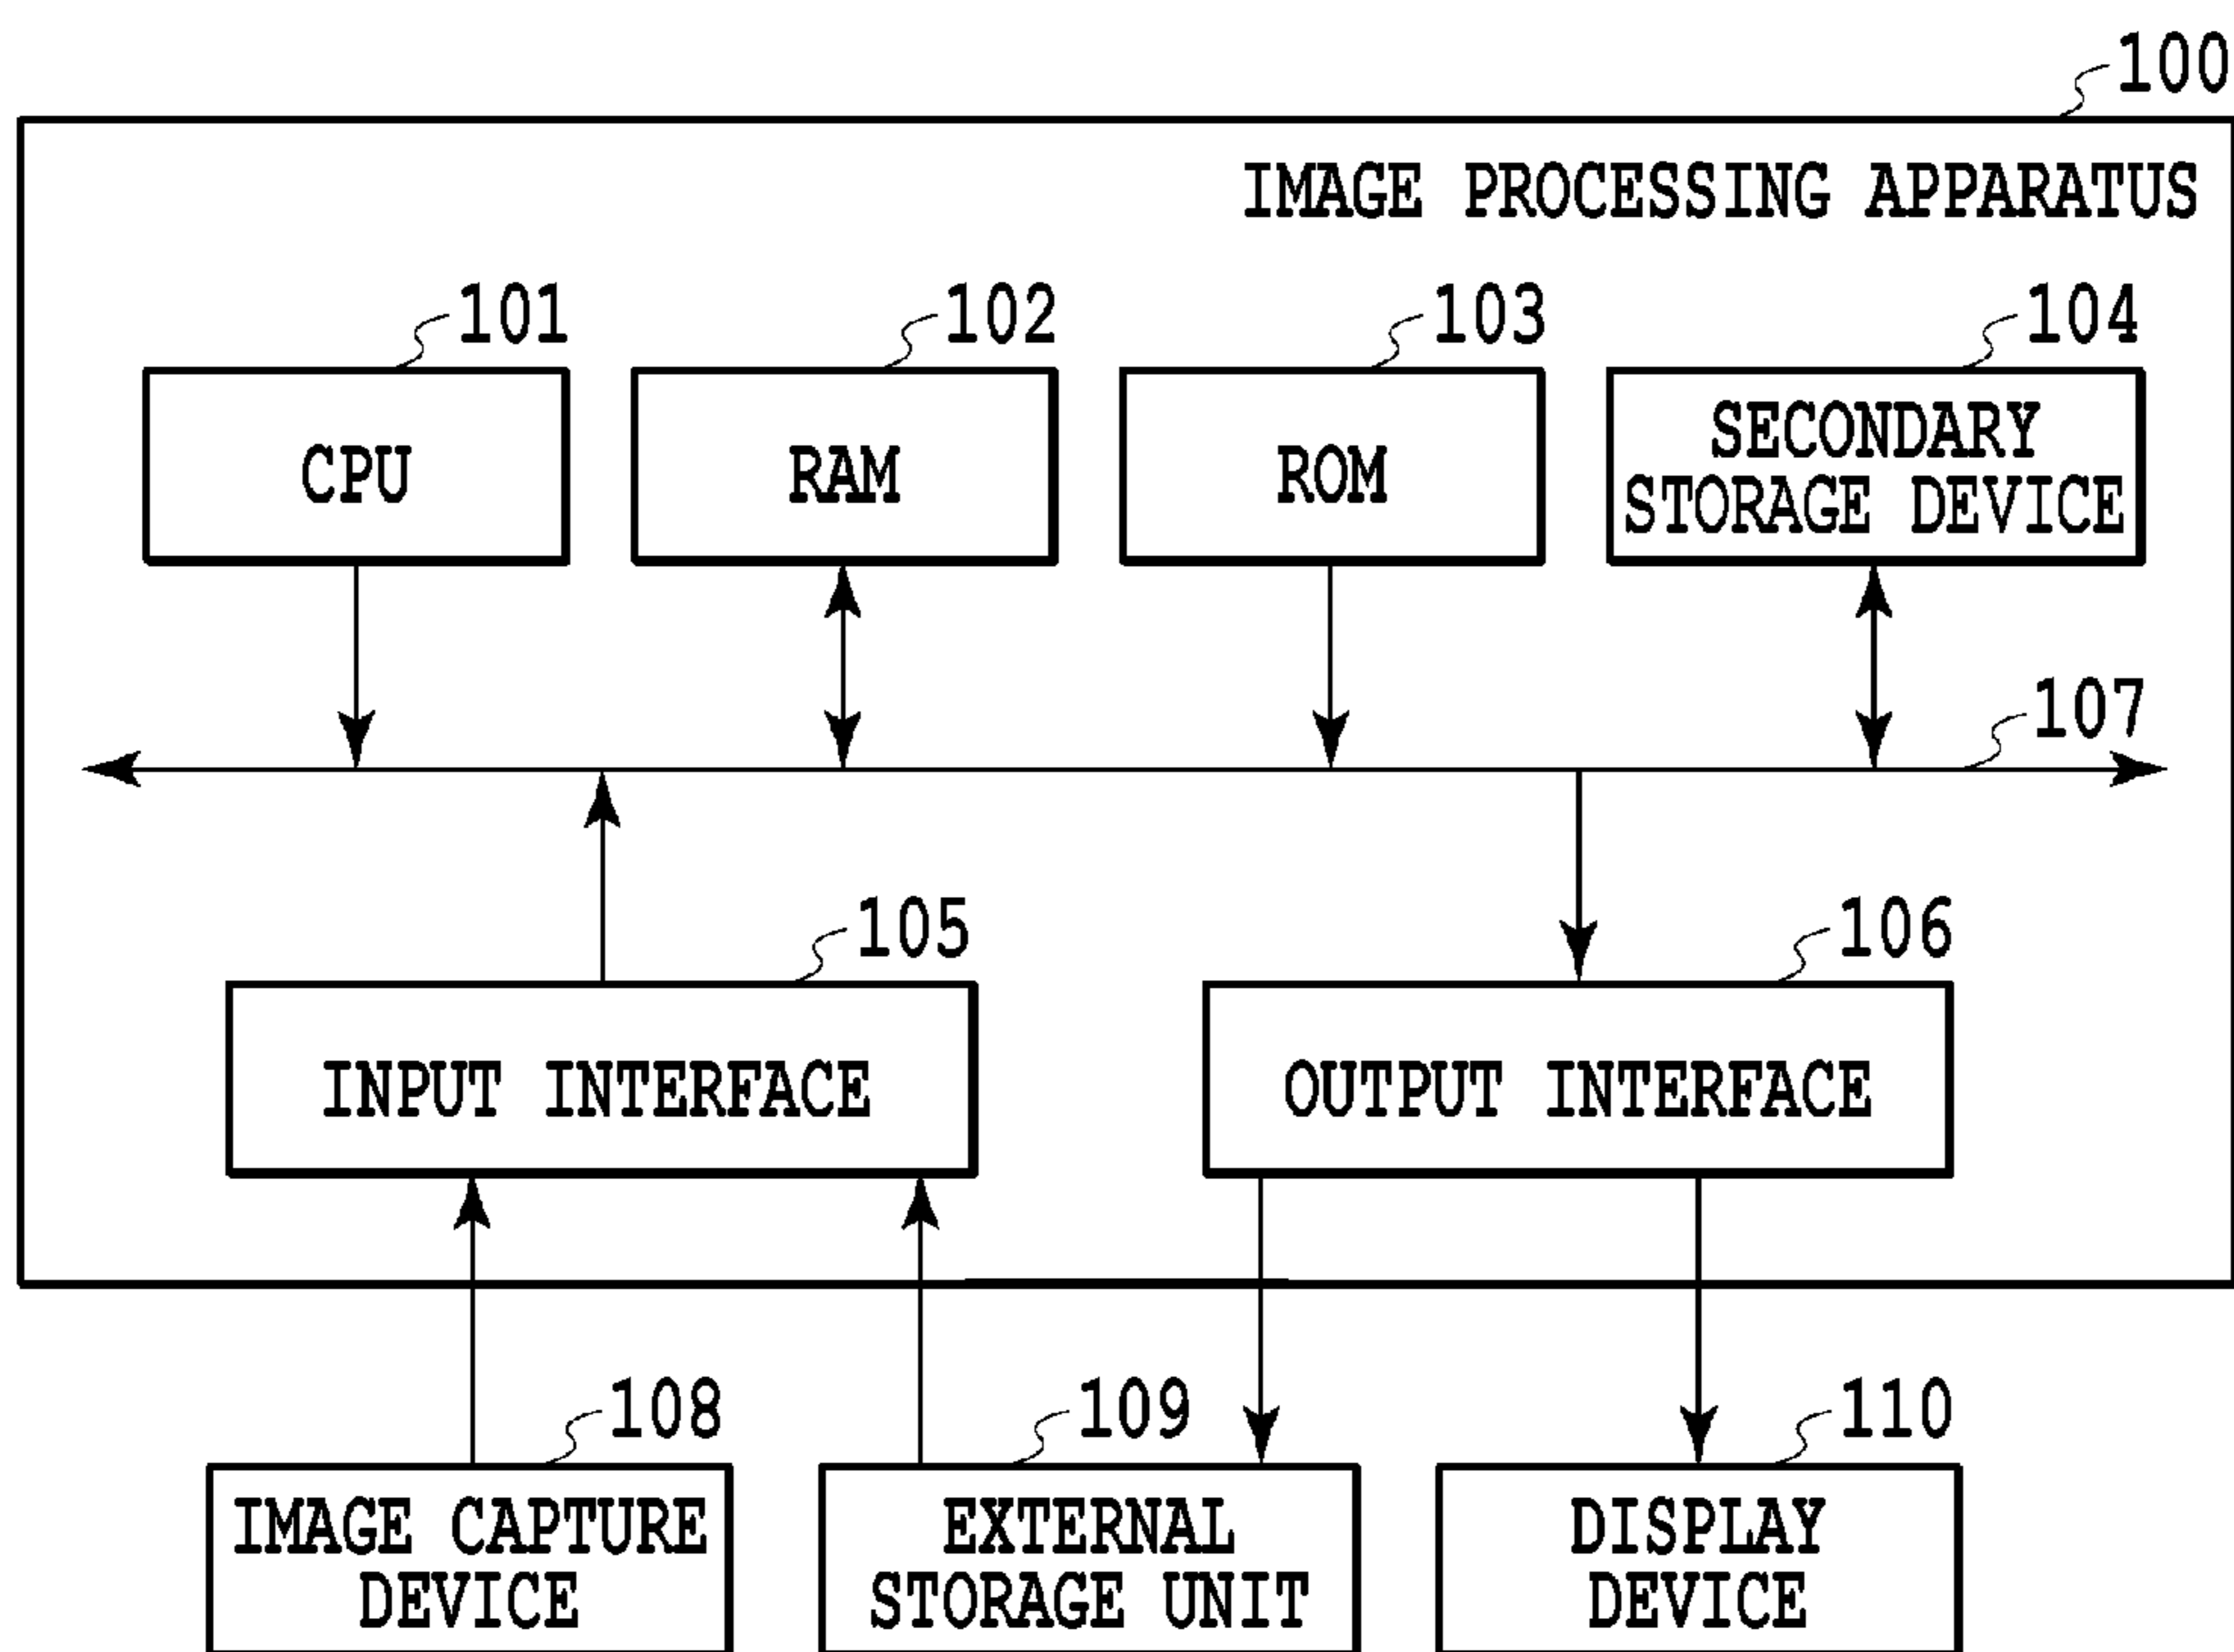 100
IMAGE PROCESSING APPARATUS
101
102
103
104
CPU
RAM
ROM
SECONDARY
STORAGE DEVICE
107
105
106
INPUT INTERFACE
OUTPUT INTERFACE
108
109
110
IMAGE CAPTURE
DEVICE
EXTERNAL
STORAGE UNIT
DISPLAY
DEVICE